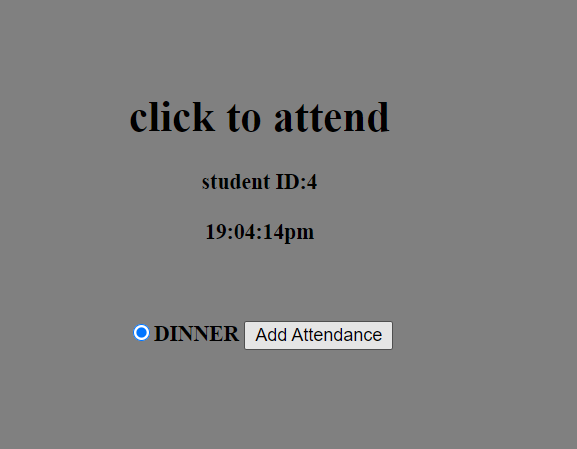 click to attend
student ID:4
19:04:14pm
DINNER Add Attendance